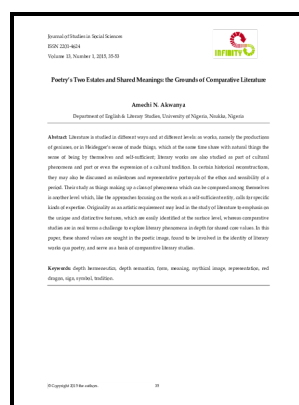 Journal of Studies in Social Sciences
ISSN 2201-4624
Volume 13, Number 1, 2015, 35-53
INFINITY
Poetry's Two Estates and Shared Meanings: the Grounds of Comparative Literature
Amechi N. Akwanya
Department of English & Literary Studies, University of Nigeria, Nsukka, Nigeria
Abstract: Literature is studied in different ways and at different levels as works, namely the productions
of geniuses, or in Heidegger's sense of made things, which at the same time share with natural things the
sense of being by themselves and self-sufficient; literary works are also studied as part of cultural
phenomena and part or even the expression of a cultural tradition. In certain historical reconstructions,
they may also be discussed as milestones and representative portrayals of the ethos and sensibility of a
period. Their study as things making up a class of phenomena which can be compared among themselves
is another level which, like the approaches focusing on the work as a self-sufficient entity, calls for specific
kinds of expertise. Originality as an artistic requirement may lead in the study of literature to emphasis on
the unique and distinctive features, which are easily identified at the surface level, whereas comparative
studies are in real terms a challenge to explore literary phenomena in depth for shared core values. In this
paper, these shared values are sought in the poetic image, found to be involved in the identity of literary
works qua poetry, and serve as a basis of comparative literary studies.
Keywords: depth hermeneutics, depth semantics, form, meaning, mythical image, representation, red
dragon, sign, symbol, tradition.
© Copyright 2015 the authors. 35